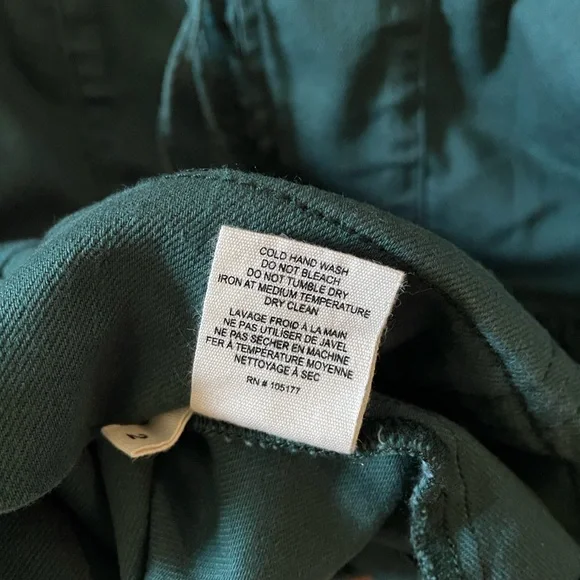 COLD HAND WASH
DO NOT BLEACH
DO NOT TUMBLE DRY
IRON AT MEDIUM TEMPERATURE
DRY CLEAN
LAVAGE FROID À LA MAIN
NE PAS UTILISER DE JAVEL
NE PAS SÉCHER EN MACHINE
FER À TEMPÉRATURE MOYENNE
NETTOYAGE À SEC
RN # 105177
2